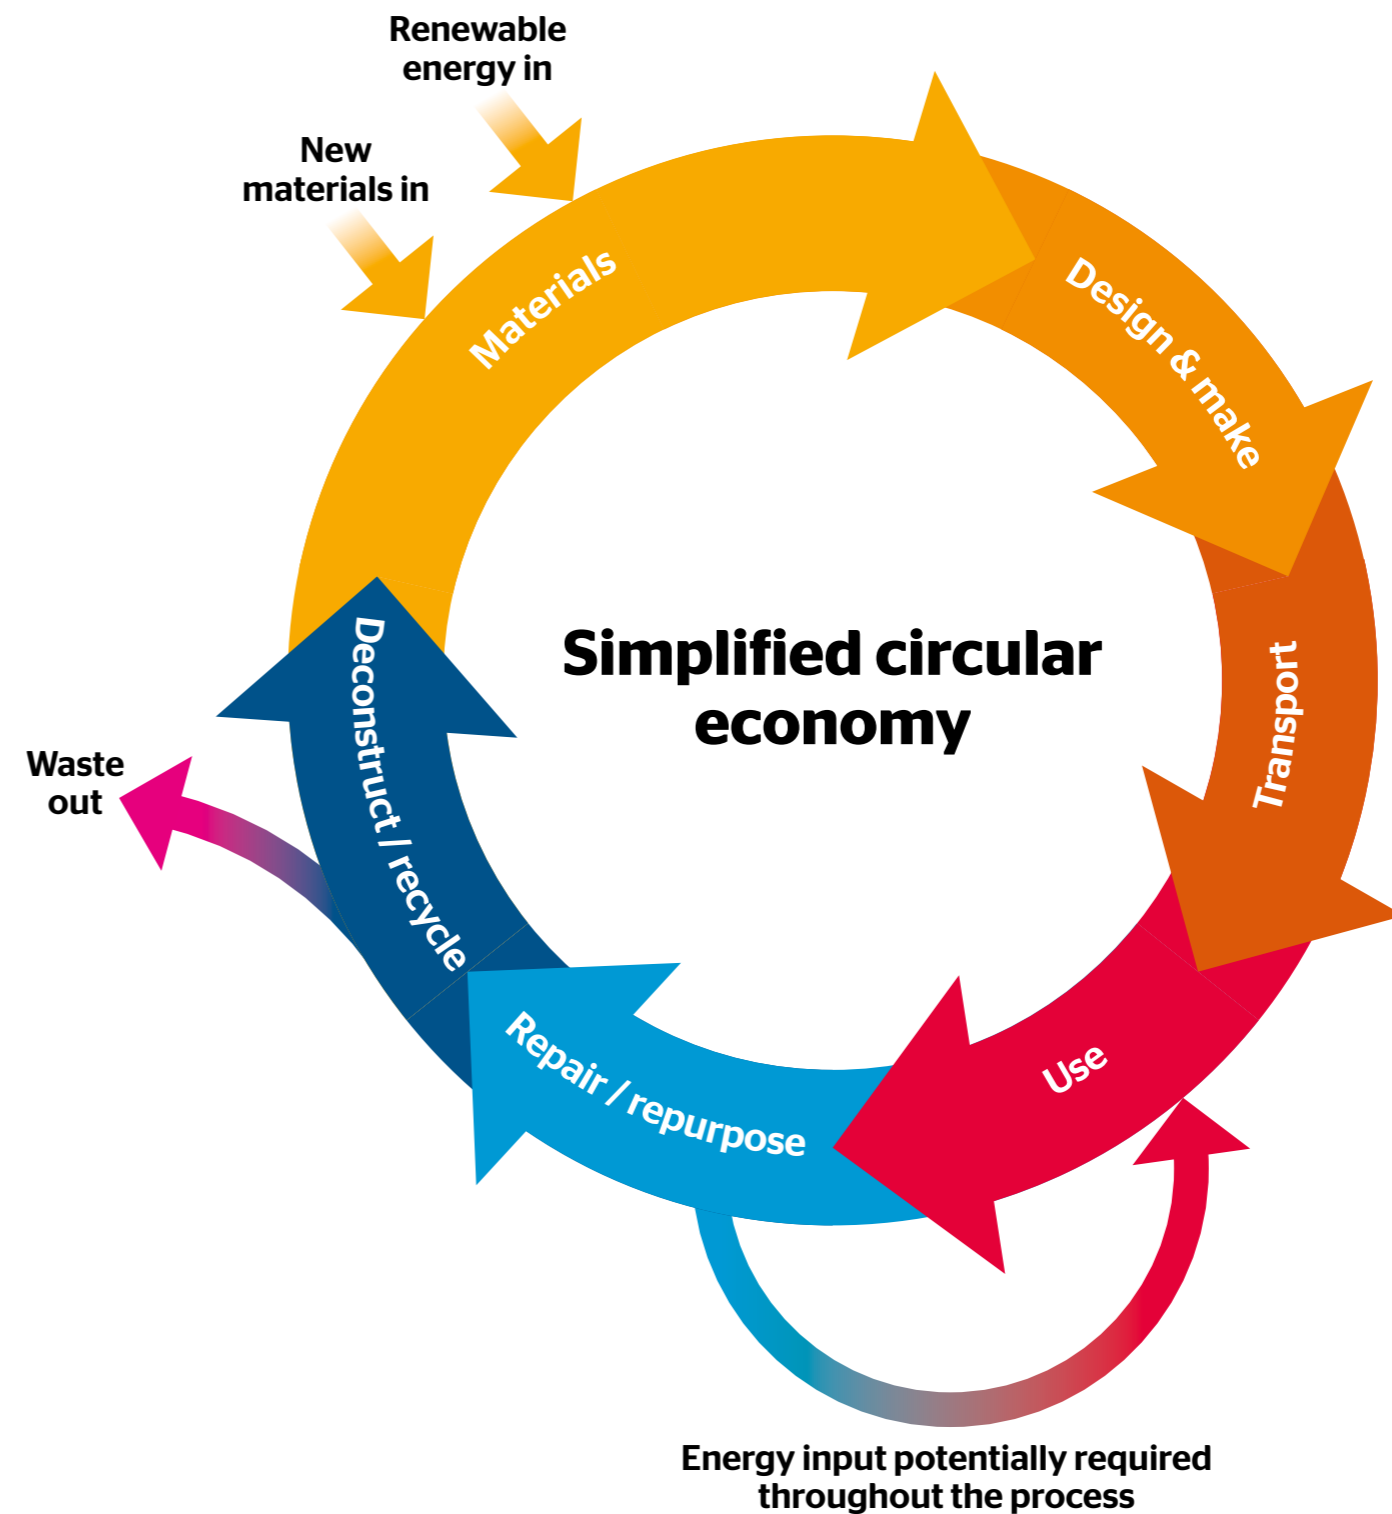 Renewable
energy in
New
materials in
Materials
Design & make
Transport
Use
Repair / repurpose
Deconstruct / recycle
Simplified circular
economy
Waste
out
Energy input potentially required
throughout the process